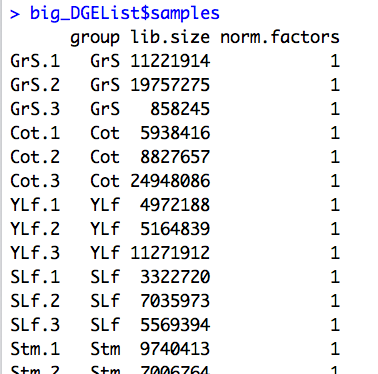 > big_DGEList$samples
group lib.size norm.factors
GrS.1 GrS 11221914 1
GrS.2 GrS 19757275 1
GrS.3 GrS 858245 1
Cot.1 Cot 5938416 1
Cot.2 Cot 8827657 1
Cot.3 Cot 24948086 1
YLf.1 YLf 4972188 1
YLf.2 YLf 5164839 1
YLf.3 YLf 11271912 1
SLf.1 SLf 3322720 1
SLf.2 SLf 7035973 1
SLf.3 SLf 5569394 1
Stm.1 Stm 9740413 1
Stm.2 Stm 7006764 1